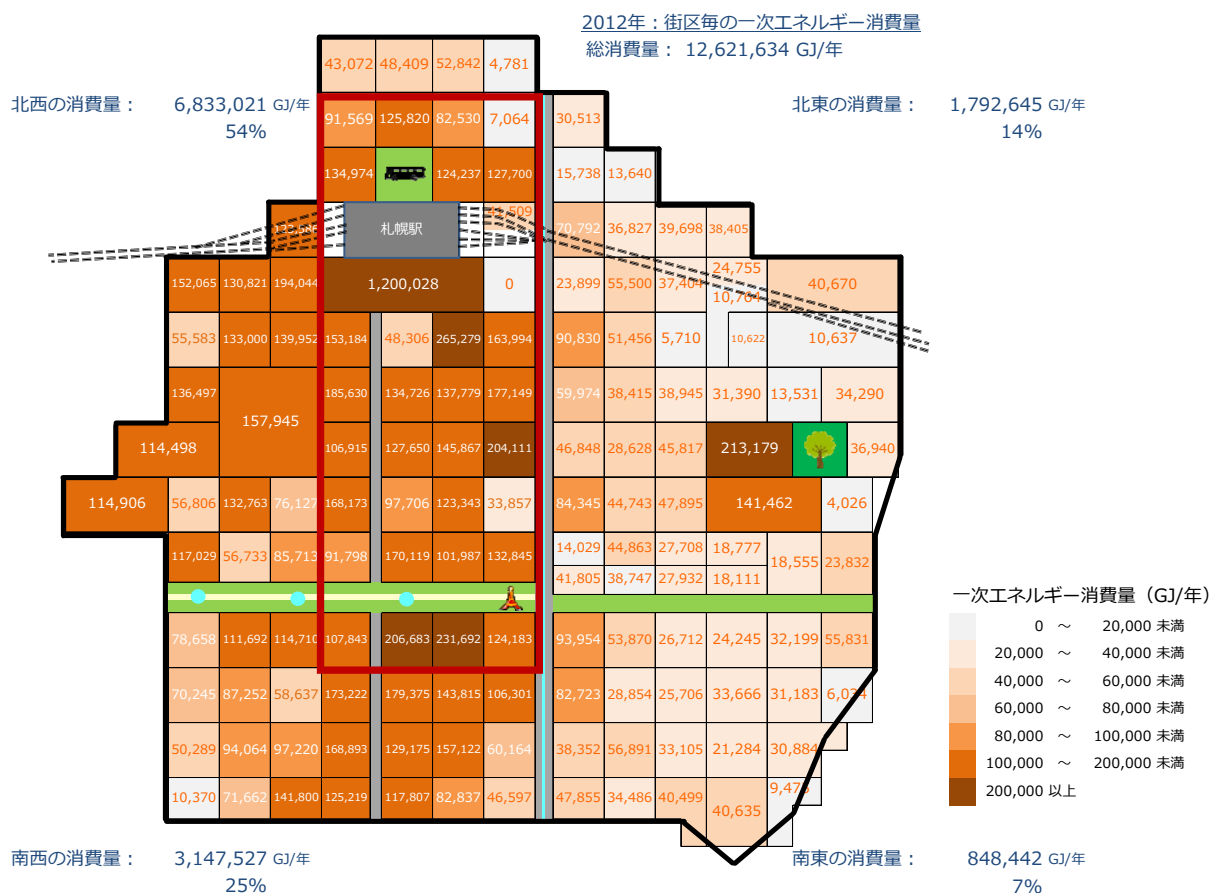 2012年：街区毎の一次エネルギー消費量
総消費量： 12,621,634 GJ/年
北西の消費量： 6,833,021 GJ/年
54%
北東の消費量： 1,792,645 GJ/年
14%
43,072 48,409 52,842 4,781
91,569 125,820 82,530 7,064 30,513
134,974 124,237 127,700 15,738 13,640
札幌駅 70,792 36,827 39,698 38,405
152,065 130,821 194,044 1,200,028 0 23,899 55,500 37,404 24,755 10,764 40,670
55,583 133,000 139,952 153,184 48,306 265,279 163,994 90,830 51,456 5,710 10,622 10,637
136,497 157,945 185,630 134,726 137,779 177,149 59,974 38,415 38,945 31,390 13,531 34,290
114,498 106,915 127,650 145,867 204,111 46,848 28,628 45,817 213,179 36,940
114,906 56,806 132,763 76,127 168,173 97,706 123,343 33,857 84,345 44,743 47,895 141,462 4,026
117,029 56,733 85,713 91,798 170,119 101,987 132,845 14,029 44,863 27,708 18,777 18,555 23,832
41,805 38,747 27,932 18,111
78,658 111,692 114,710 107,843 206,683 231,692 124,183 93,954 53,870 26,712 24,245 32,199 55,831
70,245 87,252 58,637 173,222 179,375 143,815 106,301 82,723 28,854 25,706 33,666 31,183
50,289 94,064 97,220 168,893 129,175 157,122 60,164 38,352 56,891 33,105 21,284 30,884
10,370 71,662 141,800 125,219 117,807 82,837 46,597 47,855 34,486 40,499 40,635
一次エネルギー消費量（GJ/年）
0 ～ 20,000 未満
20,000 ～ 40,000 未満
40,000 ～ 60,000 未満
60,000 ～ 80,000 未満
80,000 ～ 100,000 未満
100,000 ～ 200,000 未満
200,000 以上
南西の消費量： 3,147,527 GJ/年
25%
南東の消費量： 848,442 GJ/年
7%